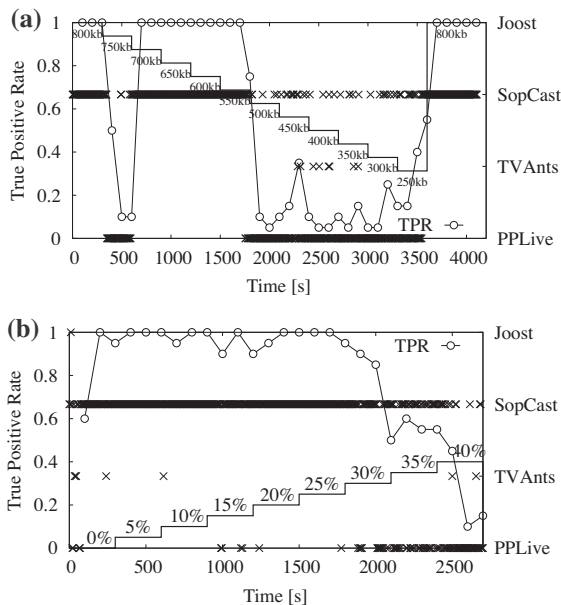 (a)
True Positive Rate
1
0.8
0.6
0.4
0.2
0
800kb
750kb
700kb
650kb
600kb
550kb
500kb
450kb
400kb
350kb
300kb
250kb
800kb
Joost
SopCast
TVAnts
PPLive
TPR
0 500 1000 1500 2000 2500 3000 3500 4000
Time [s]
(b)
True Positive Rate
1
0.8
0.6
0.4
0.2
0
TPR
0%
5%
10%
15%
20%
25%
30%
35%
40%
Joost
SopCast
TVAnts
PPLive
0 500 1000 1500 2000 2500
Time [s]